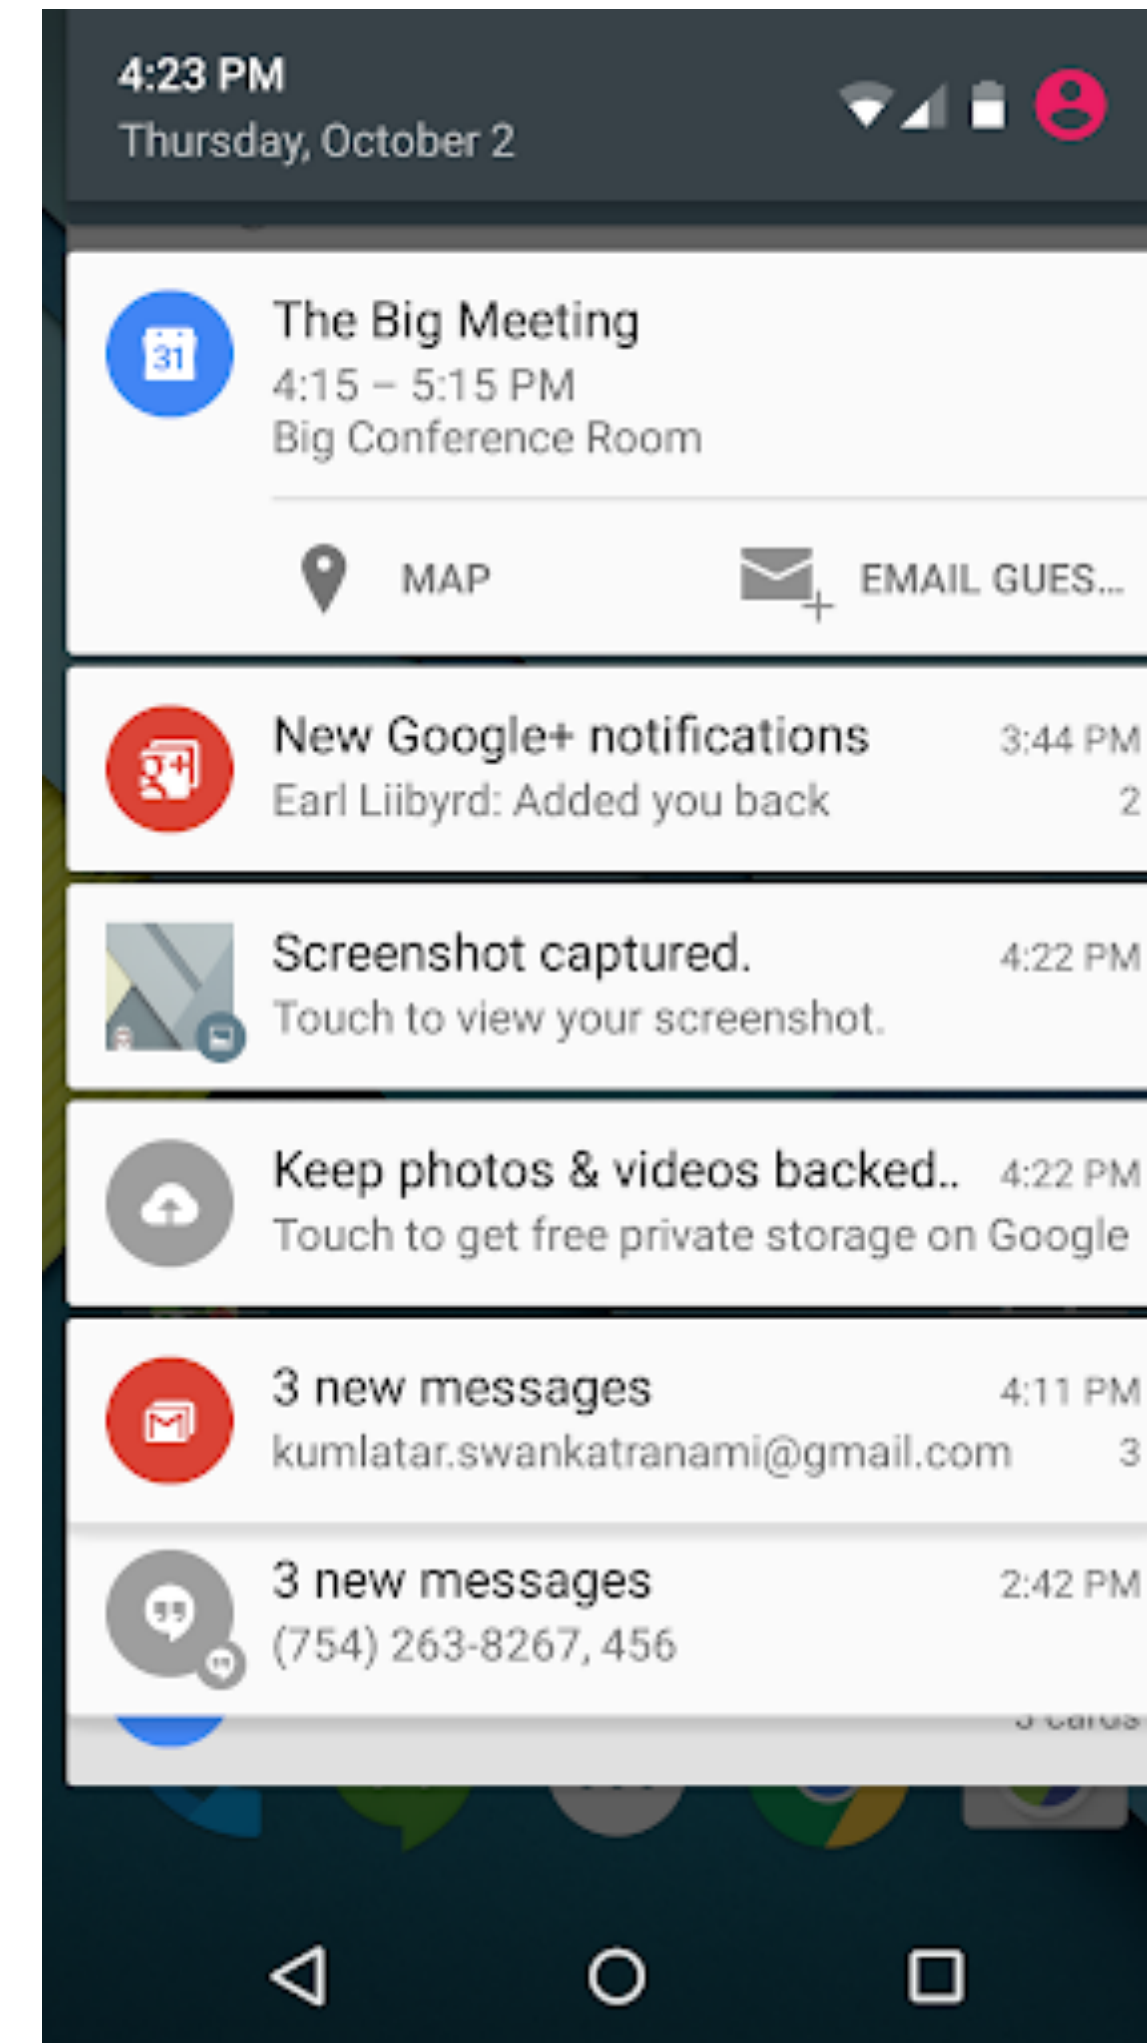 4:23 PM
Thursday, October 2
31
The Big Meeting
4:15 – 5:15 PM
Big Conference Room
MAP
EMAIL GUES...
New Google+ notifications 3:44 PM
g+
Earl Liibyrd: Added you back 2
Screenshot captured. 4:22 PM
Touch to view your screenshot.
Keep photos & videos backed.. 4:22 PM
Touch to get free private storage on Google
3 new messages 4:11 PM
kumlatar.swankatranami@gmail.com 3
3 new messages 2:42 PM
(754) 263-8267, 456
cards